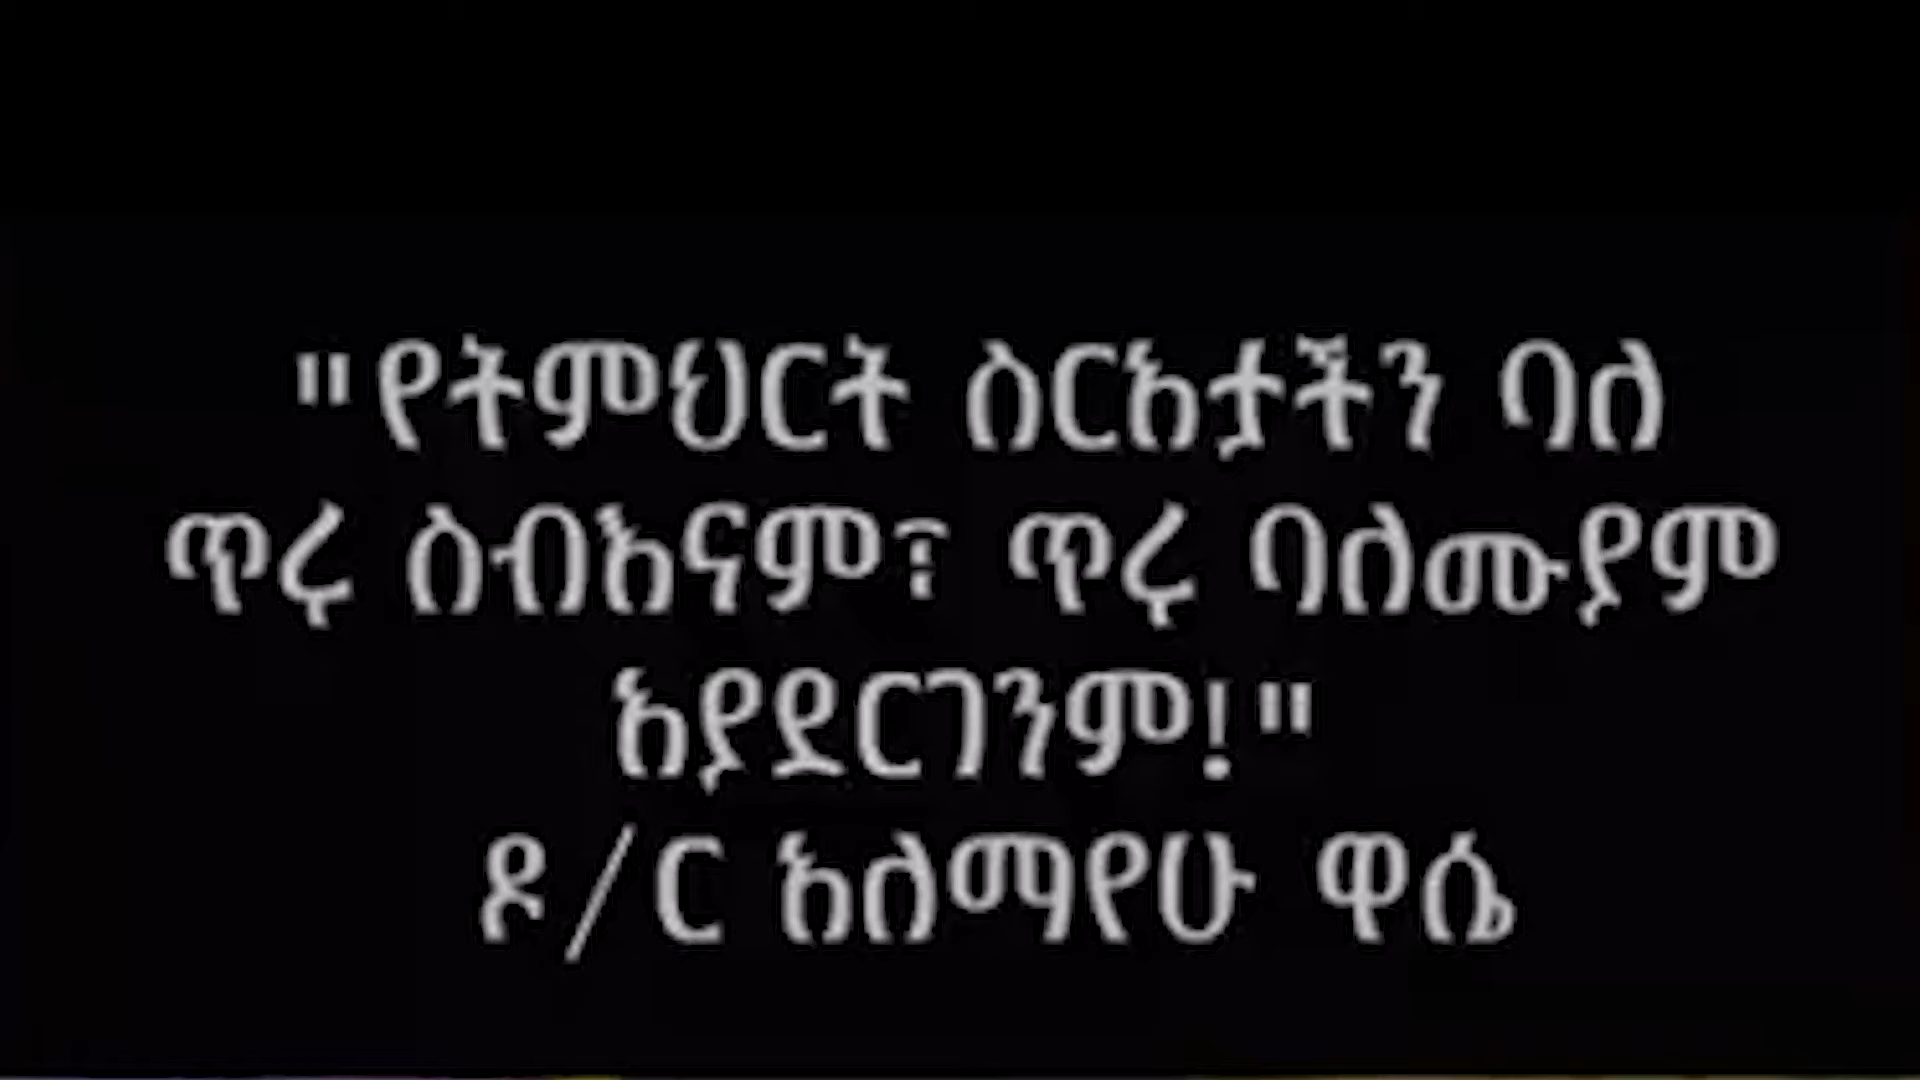 "የትምህርት ስርአታችን ባለ
ጥሩ ስብእናም፣ ጥሩ ባለሙያም
አያደርገንም!"
ዶ/ር አለማየሁ ዋሴ